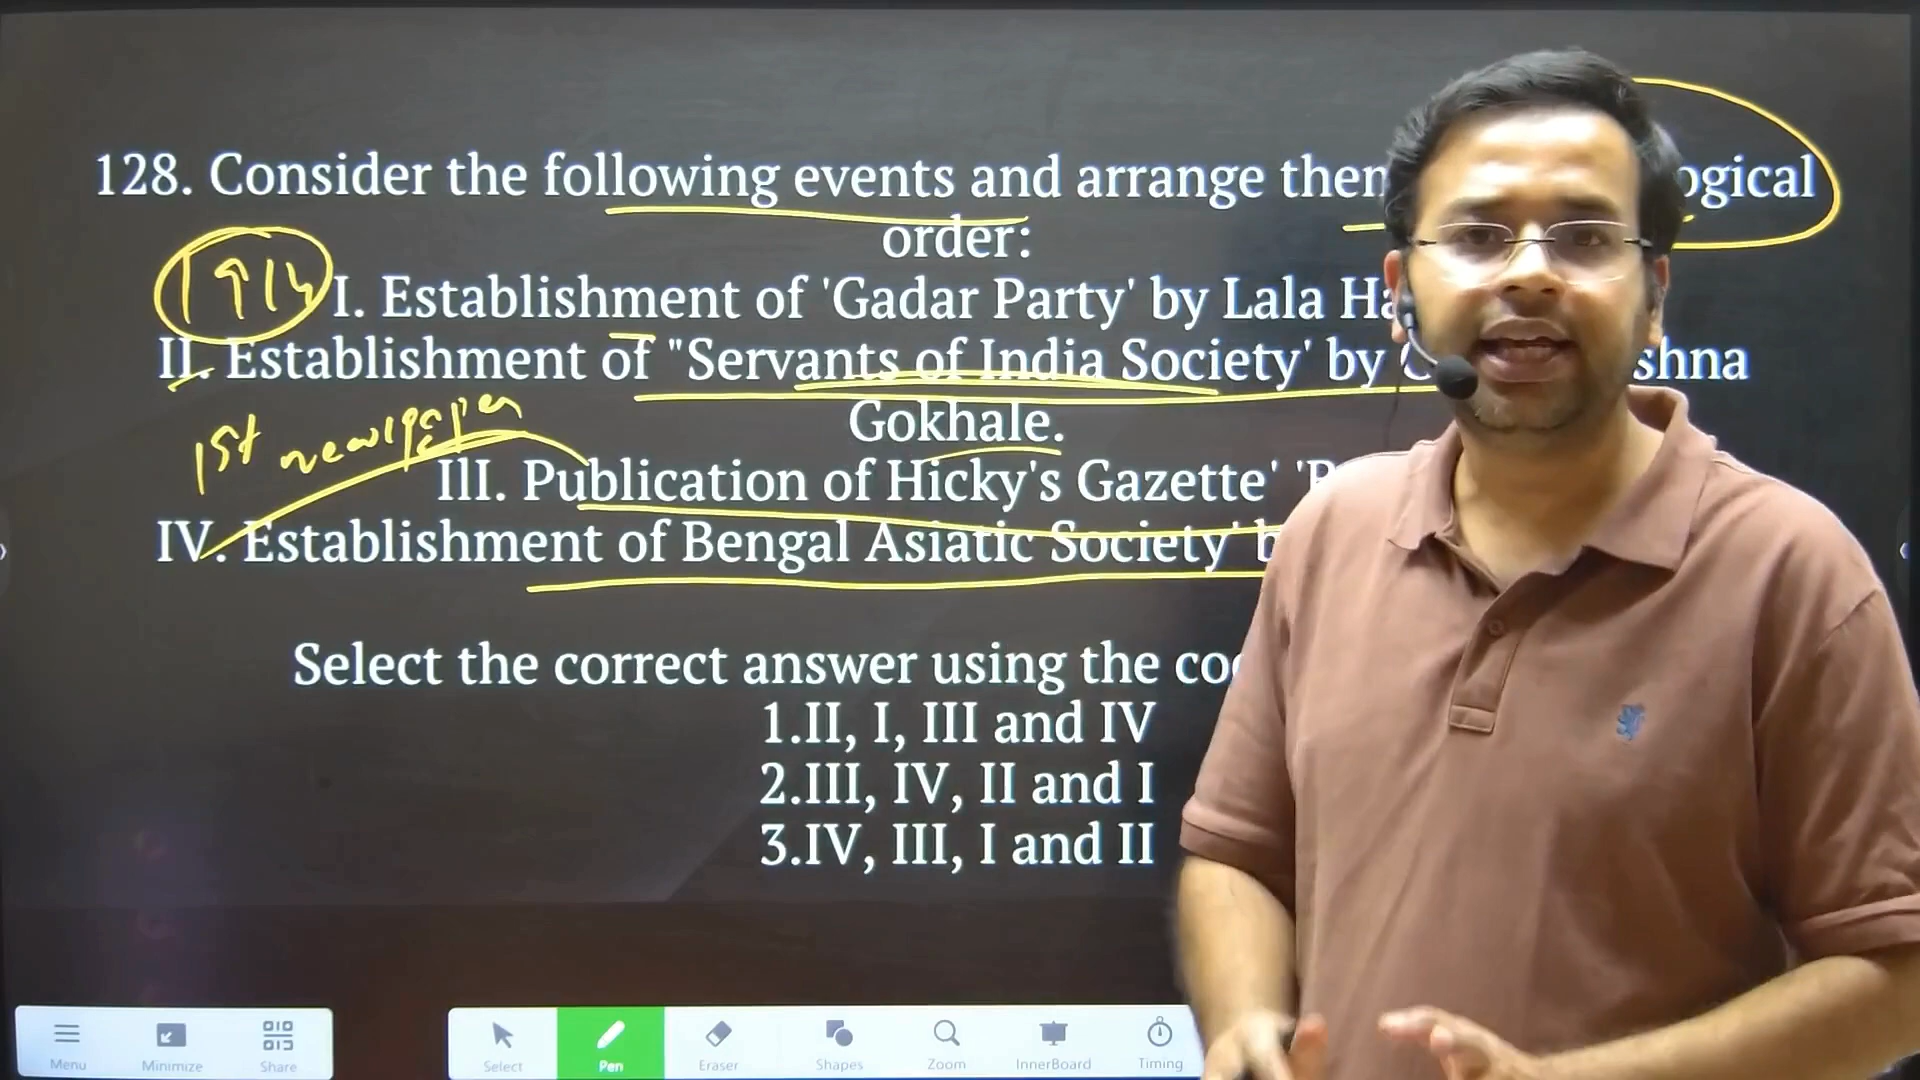 128. Consider the following events and arrange ogical
order:
1914
I. Establishment of 'Gadar Party' by Lala
II. Establishment of "Servants of India Society' by shna
Gokhale.
1st newspaper
III. Publication of Hicky's Gazette'
IV. Establishment of Bengal Asiatic Society'
Select the correct answer using the
1.II, I, III and IV
2.III, IV, II and I
3.IV, III, I and II
Menu Minimize Share Select Pen Eraser Shapes Zoom InnerBoard Timing